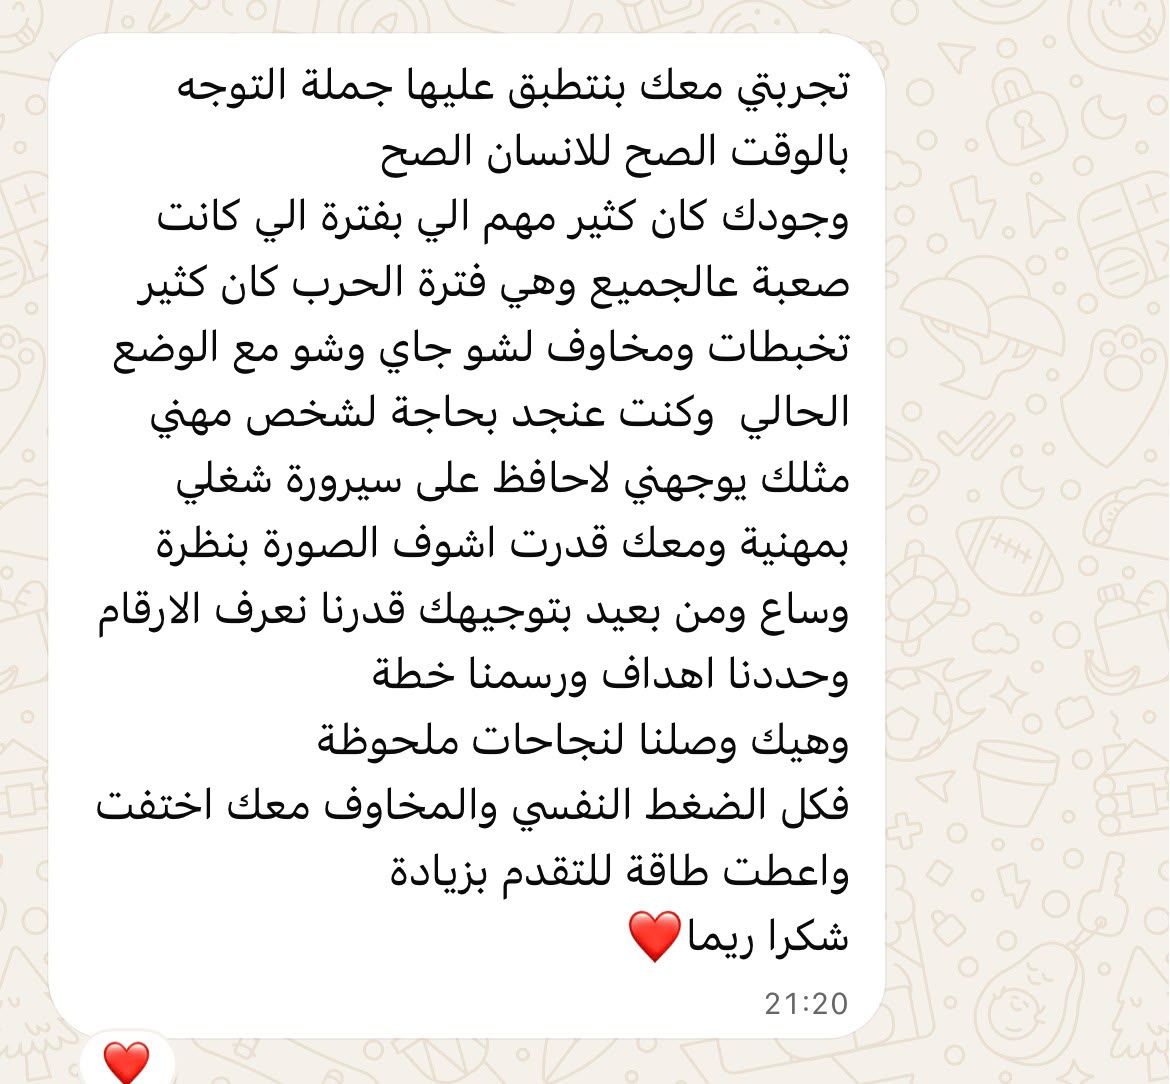 تجربتي معك بنتطبق عليها جملة التوجه
بالوقت الصح للانسان الصح
وجودك كان كثير مهم الي بفترة الي كانت
صعبة عالجميع وهي فترة الحرب كان كثير
تخبطات ومخاوف لشو جاي وشو مع الوضع
الحالي  وكنت عنجد بحاجة لشخص مهني
مثلك يوجهني لاحافظ على سيرورة شغلي
بمهنية ومعك قدرت اشوف الصورة بنظرة
وساع ومن بعيد بتوجيهك قدرنا نعرف الارقام
وحددنا اهداف ورسمنا خطة
وهيك وصلنا لنجاحات ملحوظة
فكل الضغط النفسي والمخاوف معك اختفت
واعطت طاقة للتقدم بزيادة
شكرا ريما❤️
21:20